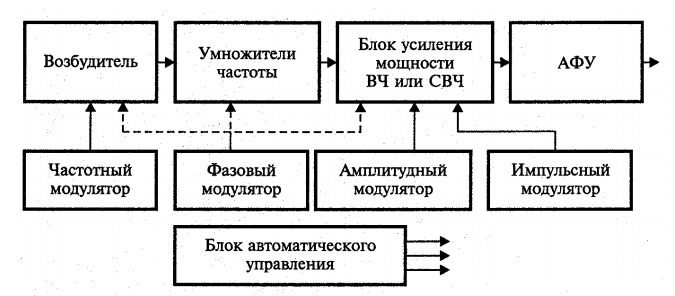 Возбудитель
Умножители
частоты
Блок усиления
мощности
ВЧ или СВЧ
АФУ
Частотный
модулятор
Фазовый
модулятор
Амплитудный
модулятор
Импульсный
модулятор
Блок автоматического
управления